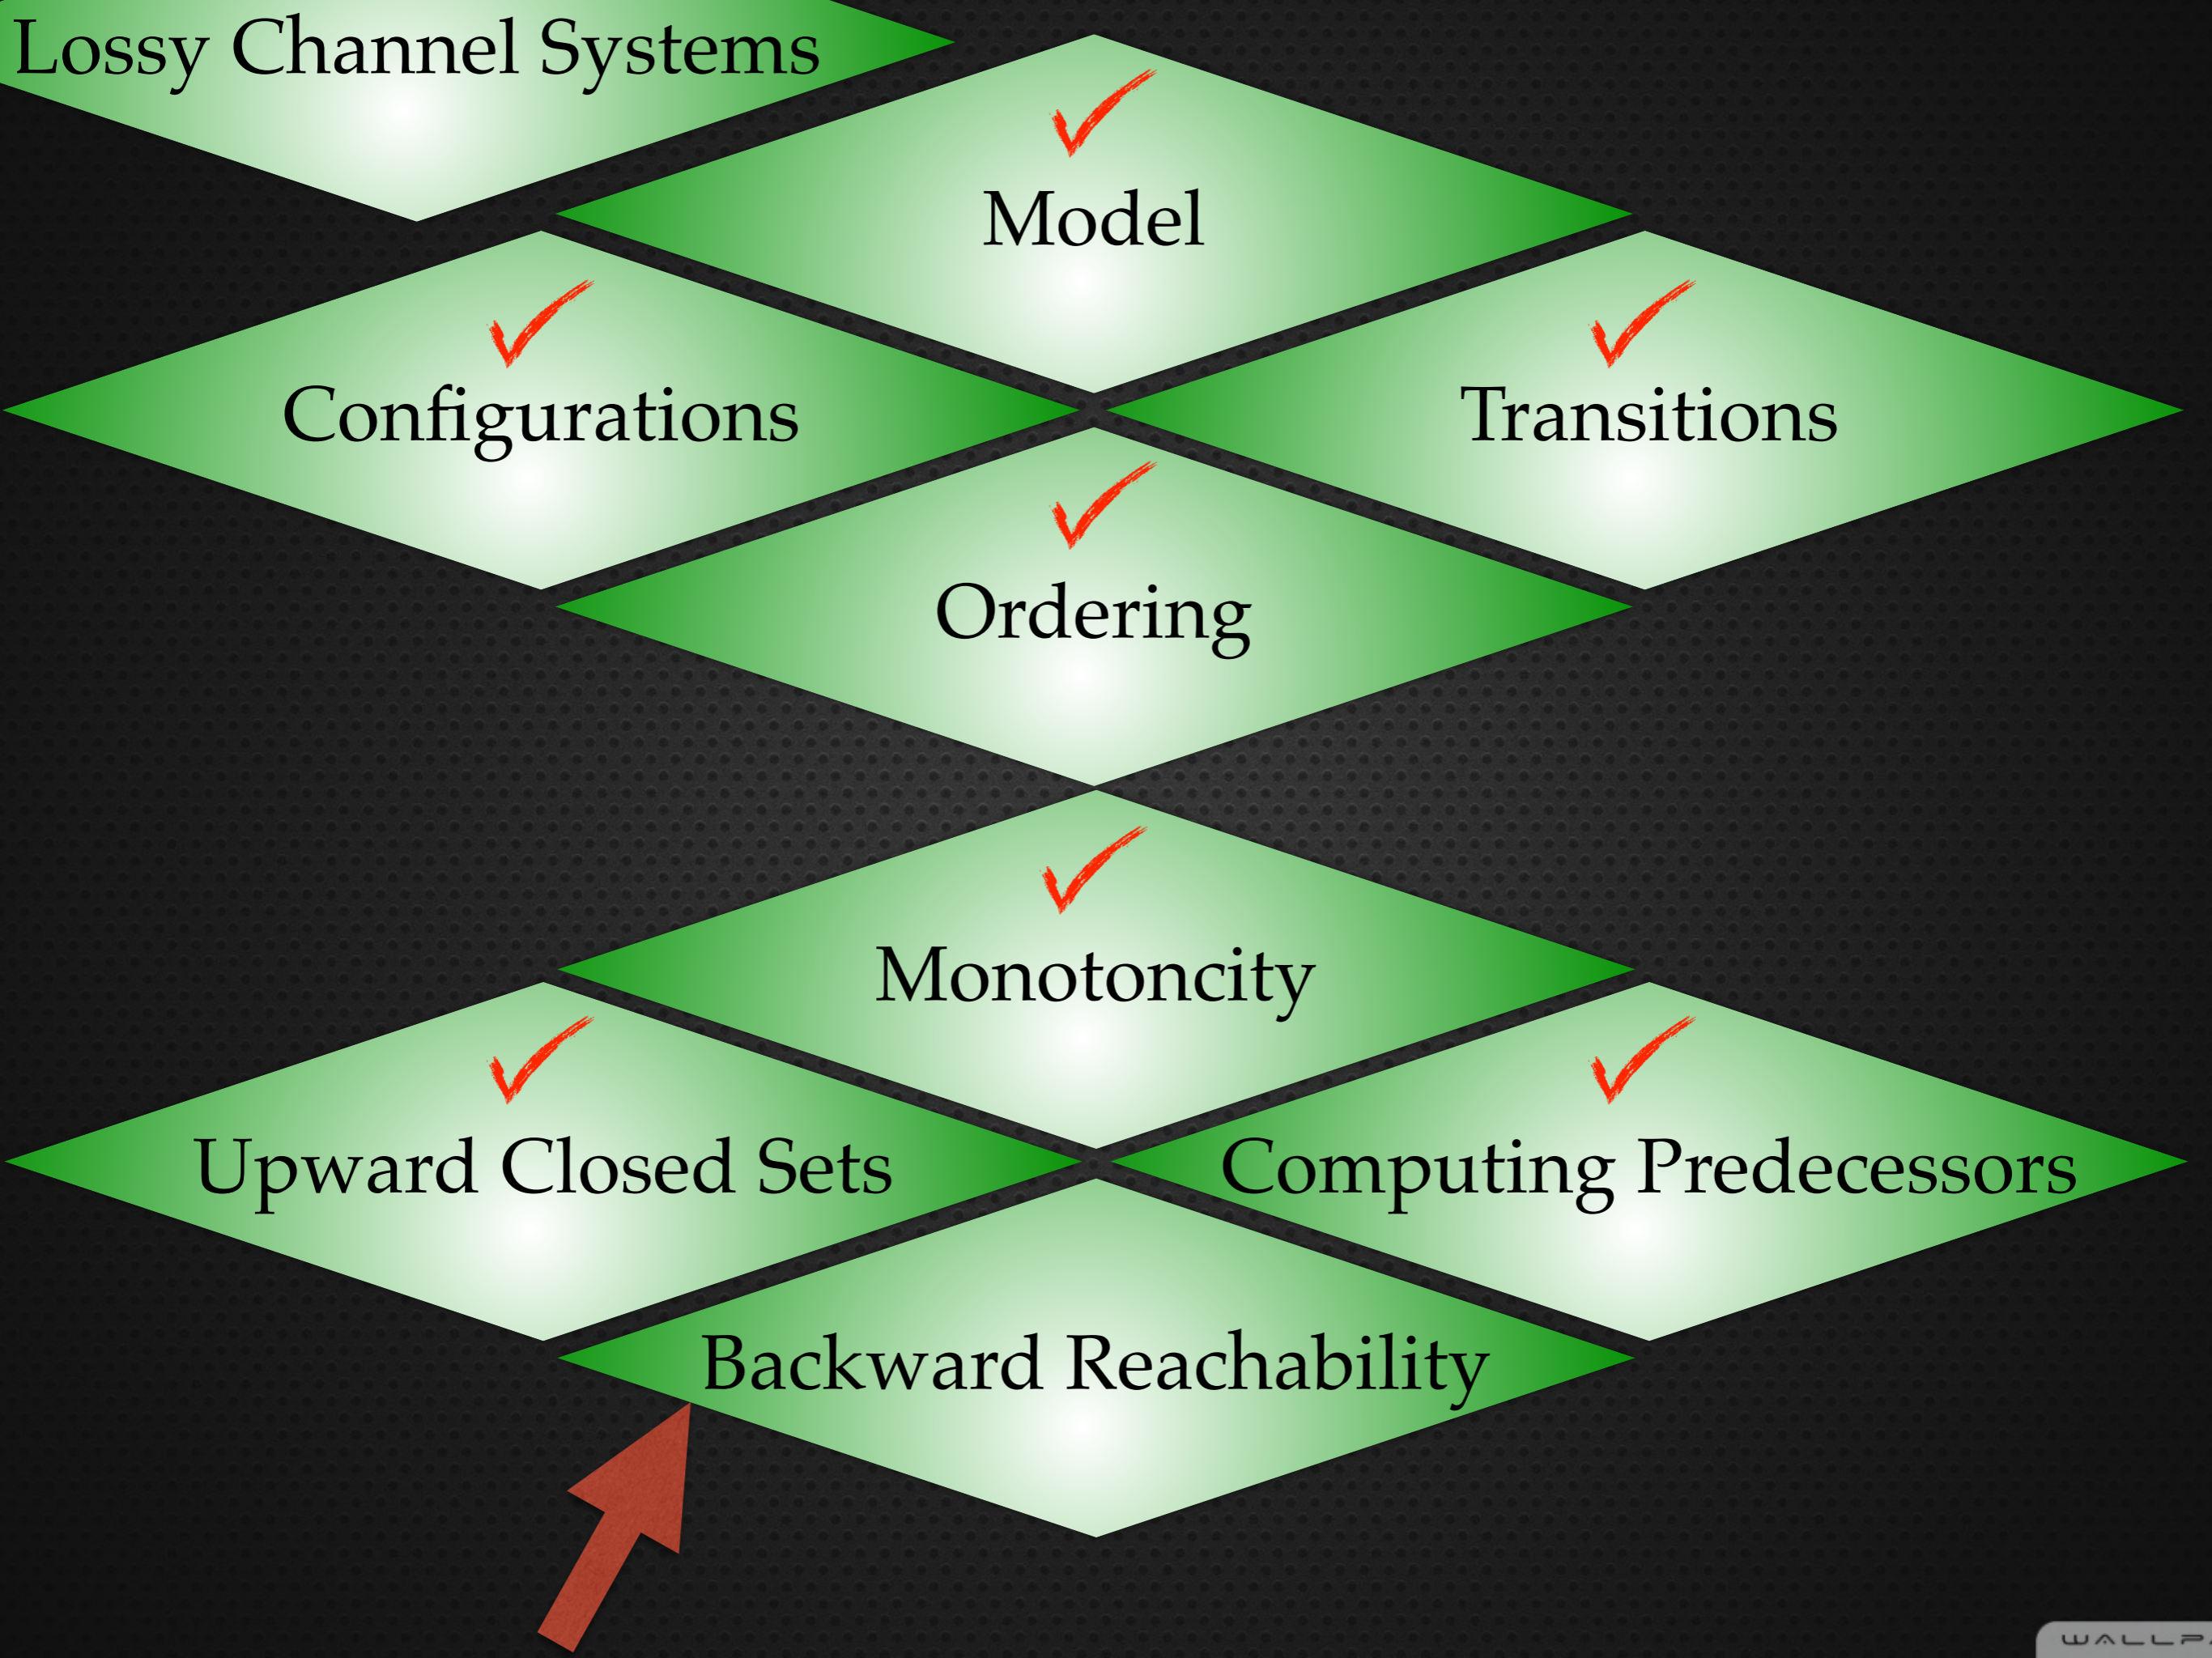 Lossy Channel Systems
Model
Configurations
Transitions
Ordering
Monotoncity
Upward Closed Sets
Computing Predecessors
Backward Reachability